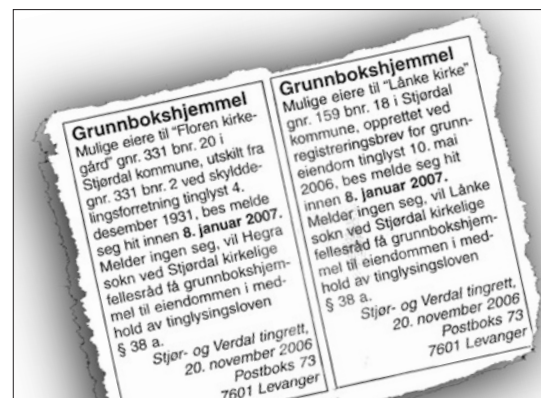 Grunnbokshjemmel
Mulige eiere til "Floren kirke-
gård" gnr. 331 bnr. 20 i
Stjørdal kommune, utskilt fra
gnr. 331 bnr. 2 ved skyldde-
lingsforretning tinglyst 4.
desember 1931, bes melde
seg hit innen 8. januar 2007.
Melder ingen seg, vil Hegra
sokn ved Stjørdal kirkelige
fellesråd få grunnbokshjem-
mel til eiendommen i med-
hold av tinglysingsloven
§ 38 a.
Stjør- og Verdal tingrett,
20. november 2006
Postboks 73
7601 Levanger
Grunnbokshjemmel
Mulige eiere til "Lånke kirke"
gnr. 159 bnr. 18 i Stjørdal
kommune, opprettet ved
registreringsbrev for grunn-
eiendom tinglyst 10. mai
2006, bes melde seg hit
innen 8. januar 2007.
Melder ingen seg, vil Lånke
sokn ved Stjørdal kirkelige
fellesråd få grunnbokshjem-
mel til eiendommen i med-
hold av tinglysingsloven
§ 38 a.
Stjør- og Verdal tingrett,
20. november 2006
Postboks 73
7601 Levanger